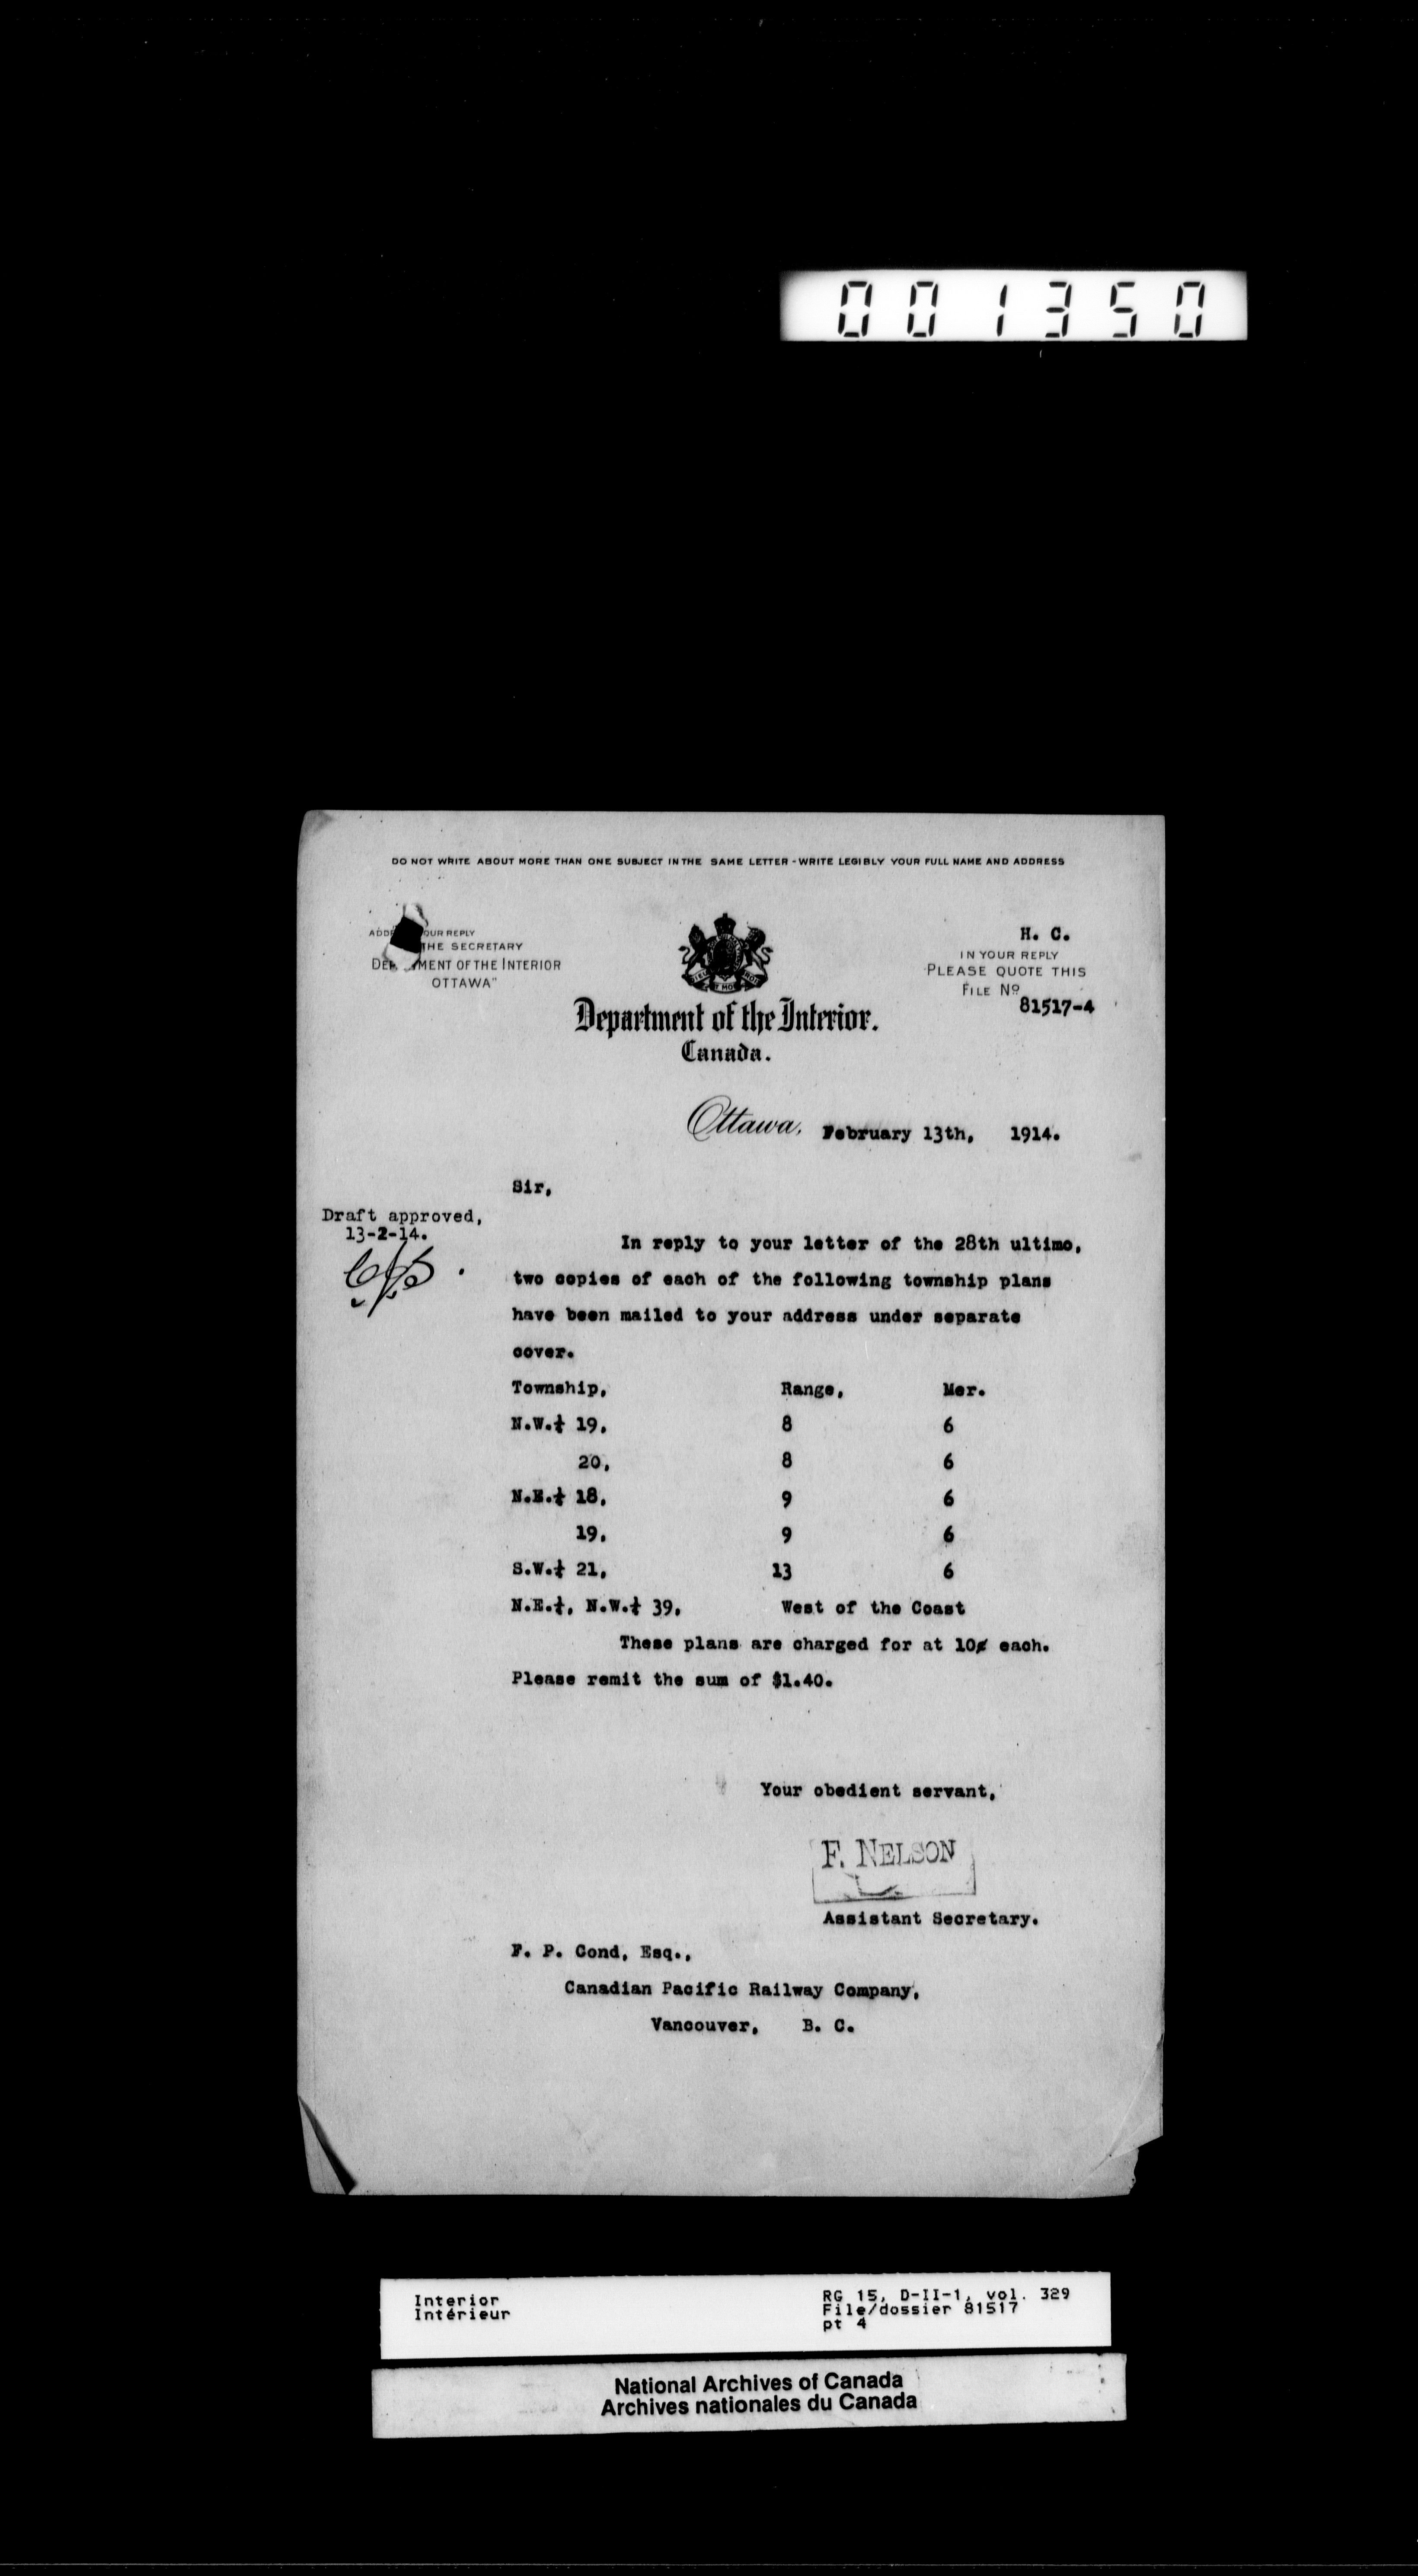 001350
DO NOT WRITE ABOUT MORE THAN ONE SUBJECT IN THE SAME LETTER - WRITE LEGIBLY YOUR FULL NAME AND ADDRESS
OUR REPLY
THE SECRETARY
MENT OF THE INTERIOR
OTTAWA"
H. C.
IN YOUR REPLY
PLEASE QUOTE THIS
FILE No
81517-4
Department of the Interior.
Canada.
Ottawa, February 13th, 1914.
Sir,
Draft approved,
13-2-14.
In reply to your letter of the 28th ultimo,
two copies of each of the following township plans
have been mailed to your address under separate
cover.
Township, Range, Mer.
N.W.¼ 19, 8 6
20, 8 6
N.E.¼ 18, 9 6
19, 9 6
S.W.¼ 21, 13 6
N.E.¼, N.W.¼ 39, West of the Coast
These plans are charged for at 10¢ each.
Please remit the sum of $1.40.
Your obedient servant,
F. NELSON
Assistant Secretary.
F. P. Cond, Esq.,
Canadian Pacific Railway Company,
Vancouver, B. C.
Interior
Intérieur
RG 15, D-II-1, vol. 329
File/dossier 81517
pt 4
National Archives of Canada
Archives nationales du Canada